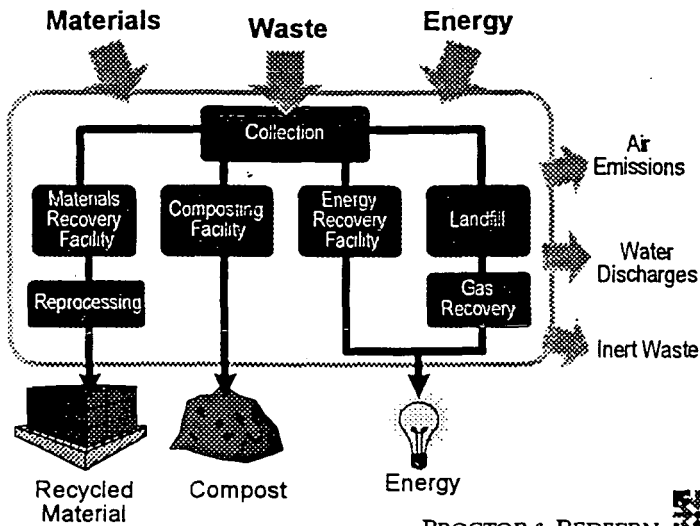 Materials
Waste
Energy
Collection
Air
Emissions
Materials
Recovery
Facility
Composting
Facility
Energy
Recovery
Facility
Landfill
Water
Discharges
Reprocessing
Gas
Recovery
Inert Waste
Recycled
Material
Compost
Energy
PROCTOR & REDFERN